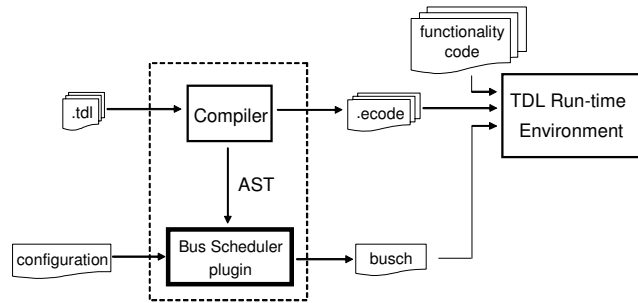 functionality
code
.tdl
Compiler
.ecode
TDL Run-time
Environment
AST
configuration
Bus Scheduler
plugin
busch